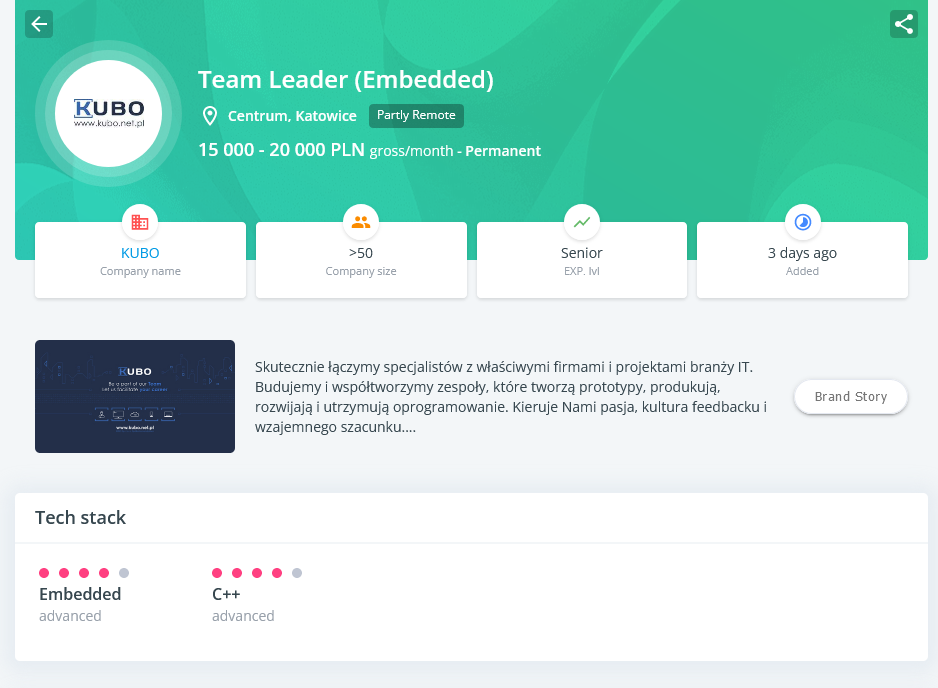 KUBO
www.kubo.net.pl
Team Leader (Embedded)
Centrum, Katowice Partly Remote
15 000 - 20 000 PLN gross/month - Permanent
KUBO
Company name
>50
Company size
Senior
EXP. lvl
3 days ago
Added
KUBO
Be a part of our Team
Let us facilitate your career
www.kubo.net.pl
Skutecznie łączymy specjalistów z właściwymi firmami i projektami branży IT.
Budujemy i współtworzymy zespoły, które tworzą prototypy, produkują,
rozwijają i utrzymują oprogramowanie. Kieruje Nami pasja, kultura feedbacku i
wzajemnego szacunku....
Brand Story
Tech stack
Embedded
advanced
C++
advanced